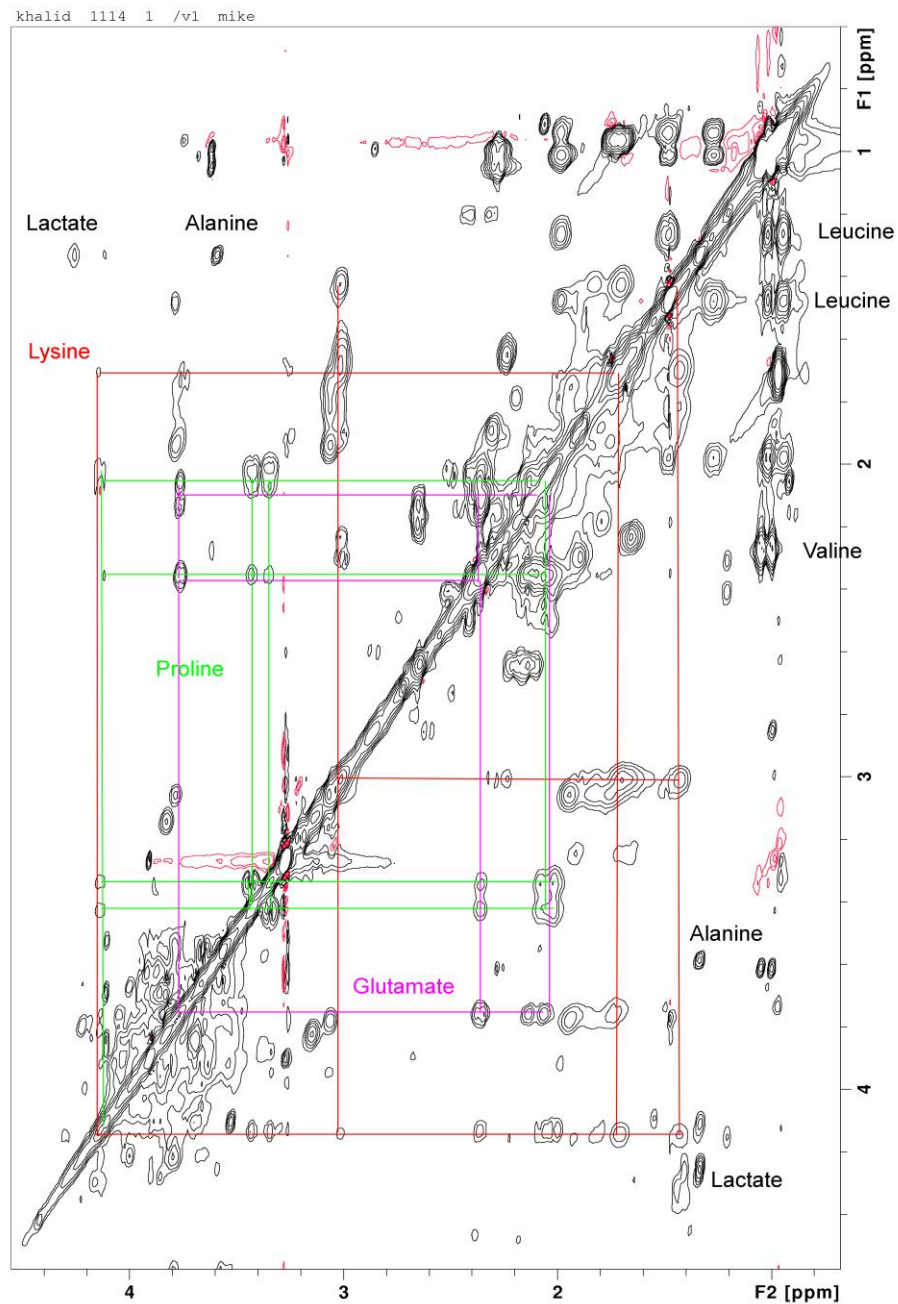 khalid 1114 1 /v1 mike
F1 [ppm]
1
Lactate
Alanine
Leucine
Leucine
Lysine
2
Valine
Proline
3
Alanine
Glutamate
4
Lactate
4 3 2 F2 [ppm]